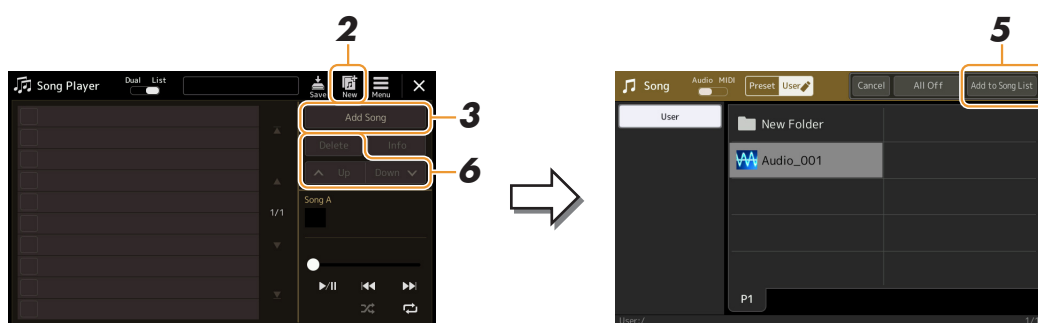 2
5
Song Player
Dual List
Save
New
Menu
Add Song
3
Delete
Info
Up
Down
6
Song A
1/1
Song
Audio MIDI
Preset
User
Cancel
All Off
Add to Song List
User
New Folder
Audio_001
P1
User:/
1/1